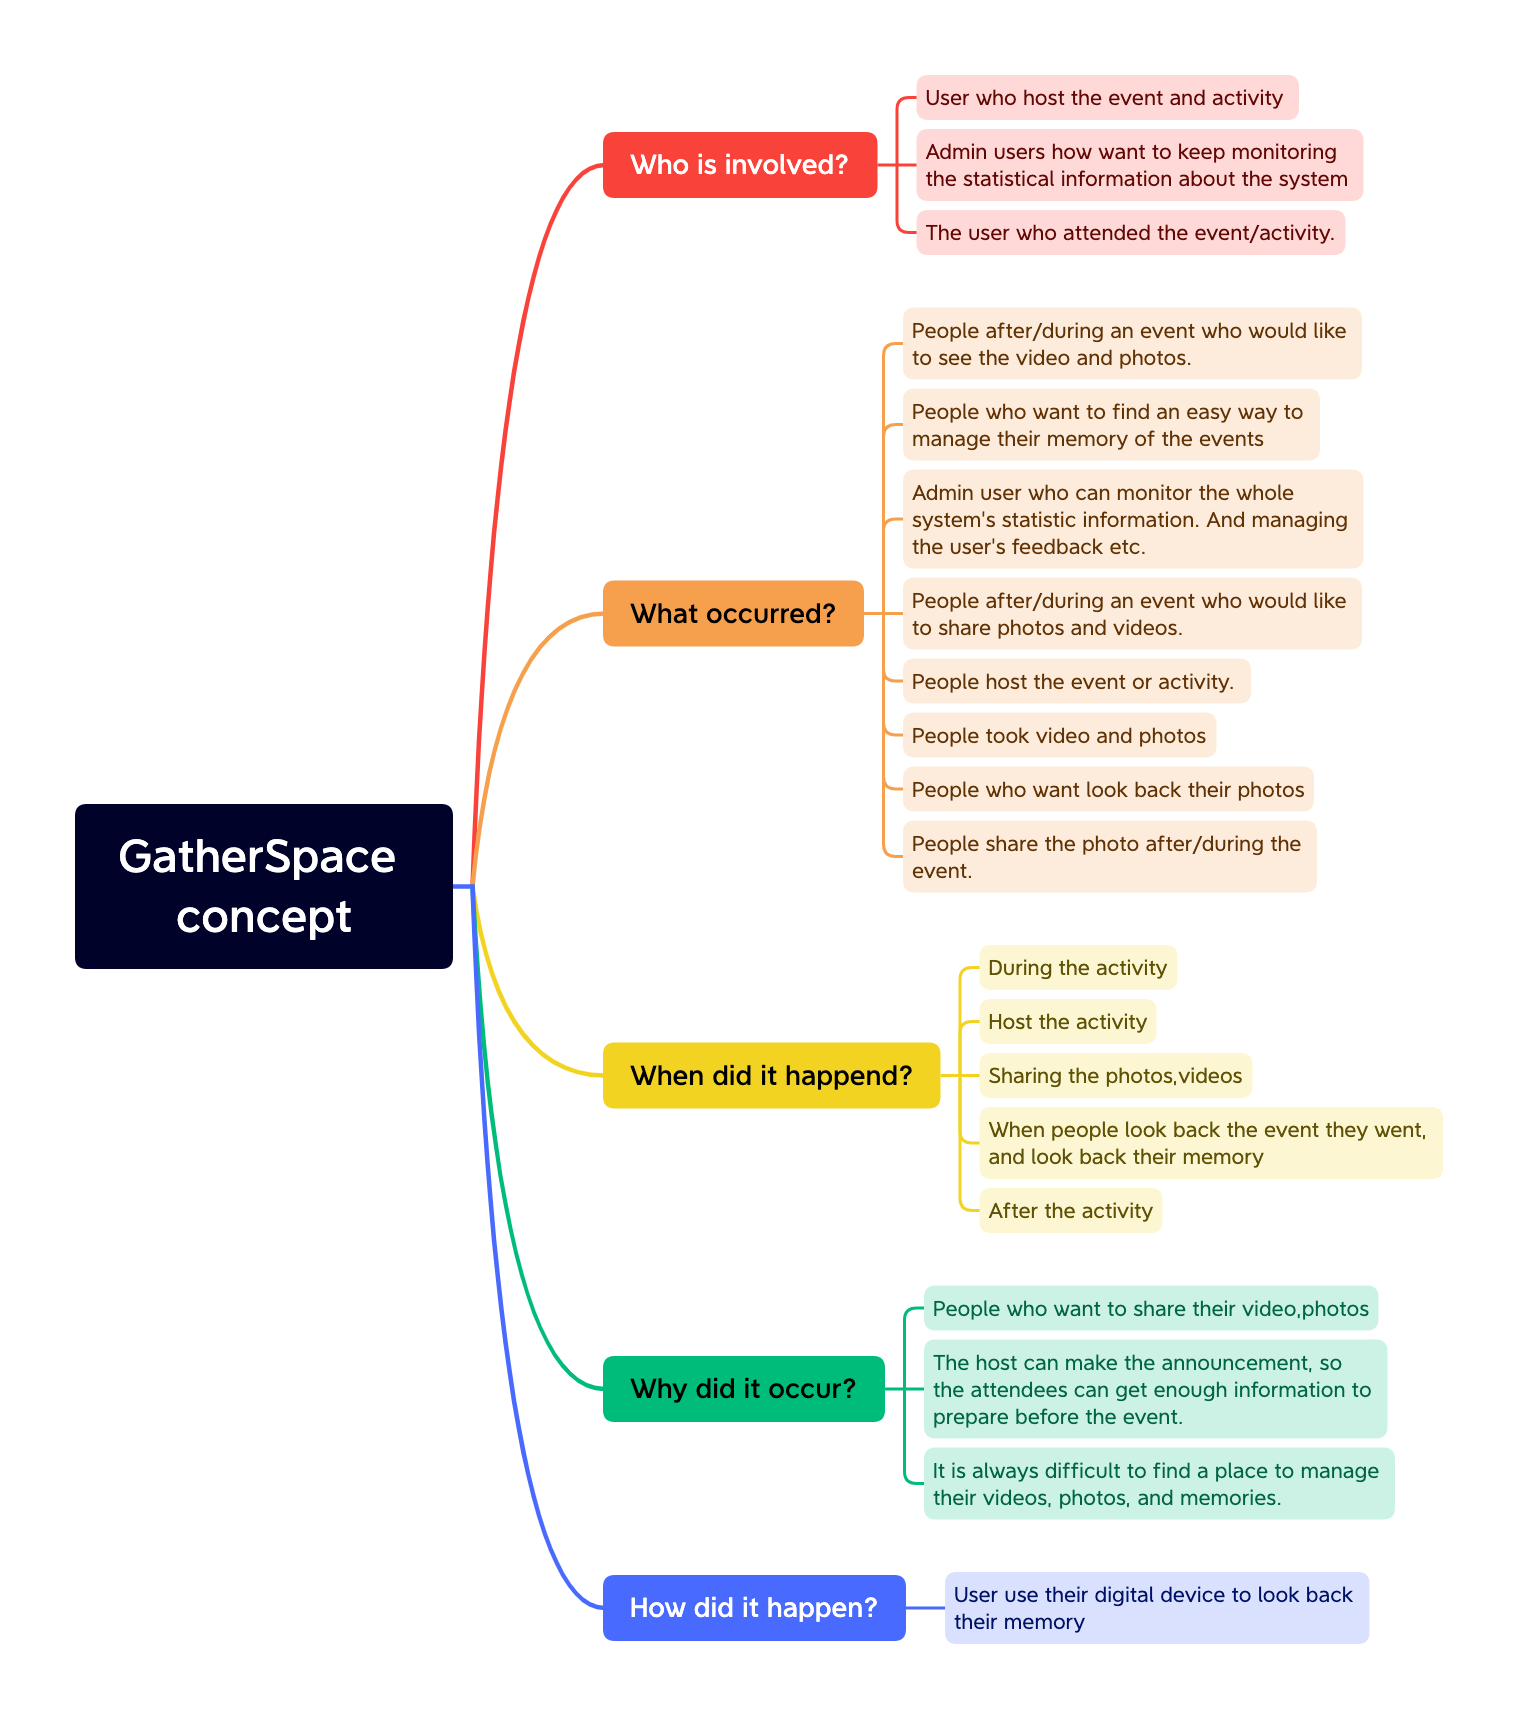 User who host the event and activity
Who is involved?
Admin users how want to keep monitoring
the statistical information about the system
The user who attended the event/activity.
People after/during an event who would like
to see the video and photos.
People who want to find an easy way to
manage their memory of the events
Admin user who can monitor the whole
system's statistic information. And managing
the user's feedback etc.
What occurred?
People after/during an event who would like
to share photos and videos.
People host the event or activity.
People took video and photos
People who want look back their photos
People share the photo after/during the
event.
GatherSpace
concept
During the activity
Host the activity
When did it happend?
Sharing the photos,videos
When people look back the event they went,
and look back their memory
After the activity
People who want to share their video,photos
Why did it occur?
The host can make the announcement, so
the attendees can get enough information to
prepare before the event.
It is always difficult to find a place to manage
their videos, photos, and memories.
How did it happen?
User use their digital device to look back
their memory